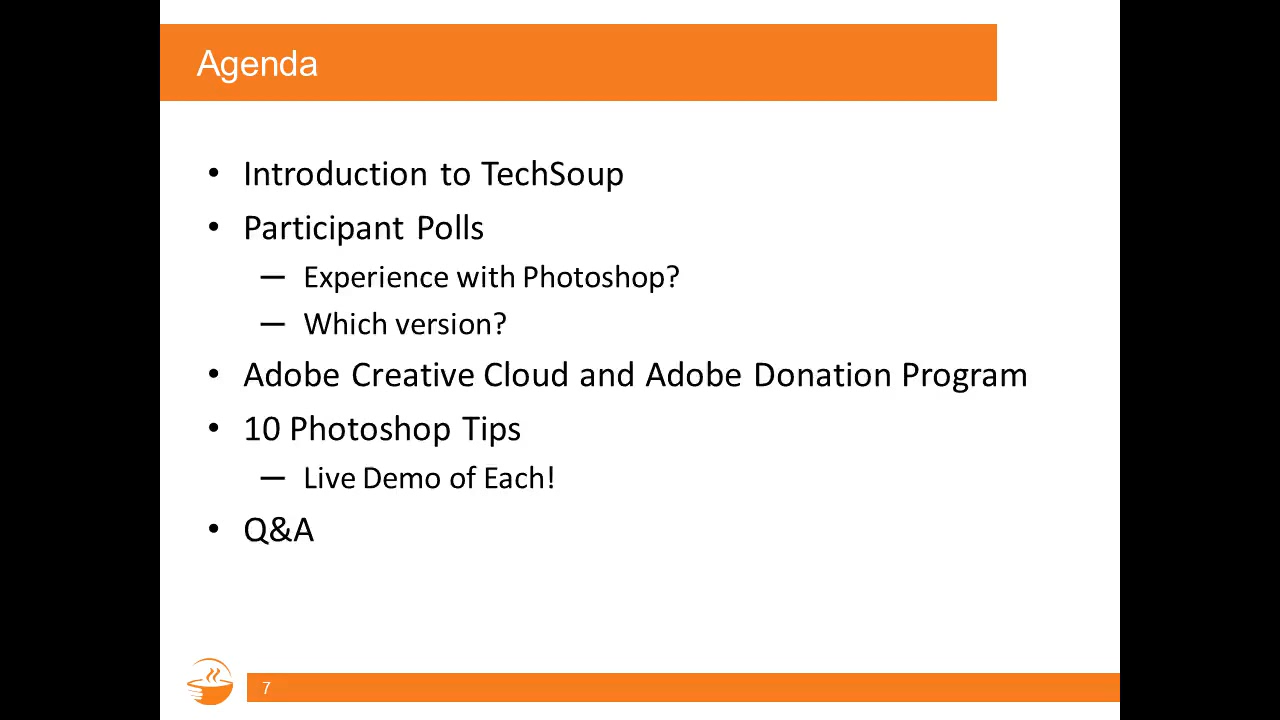 Agenda
• Introduction to TechSoup
• Participant Polls
— Experience with Photoshop?
— Which version?
• Adobe Creative Cloud and Adobe Donation Program
• 10 Photoshop Tips
— Live Demo of Each!
• Q&A
7